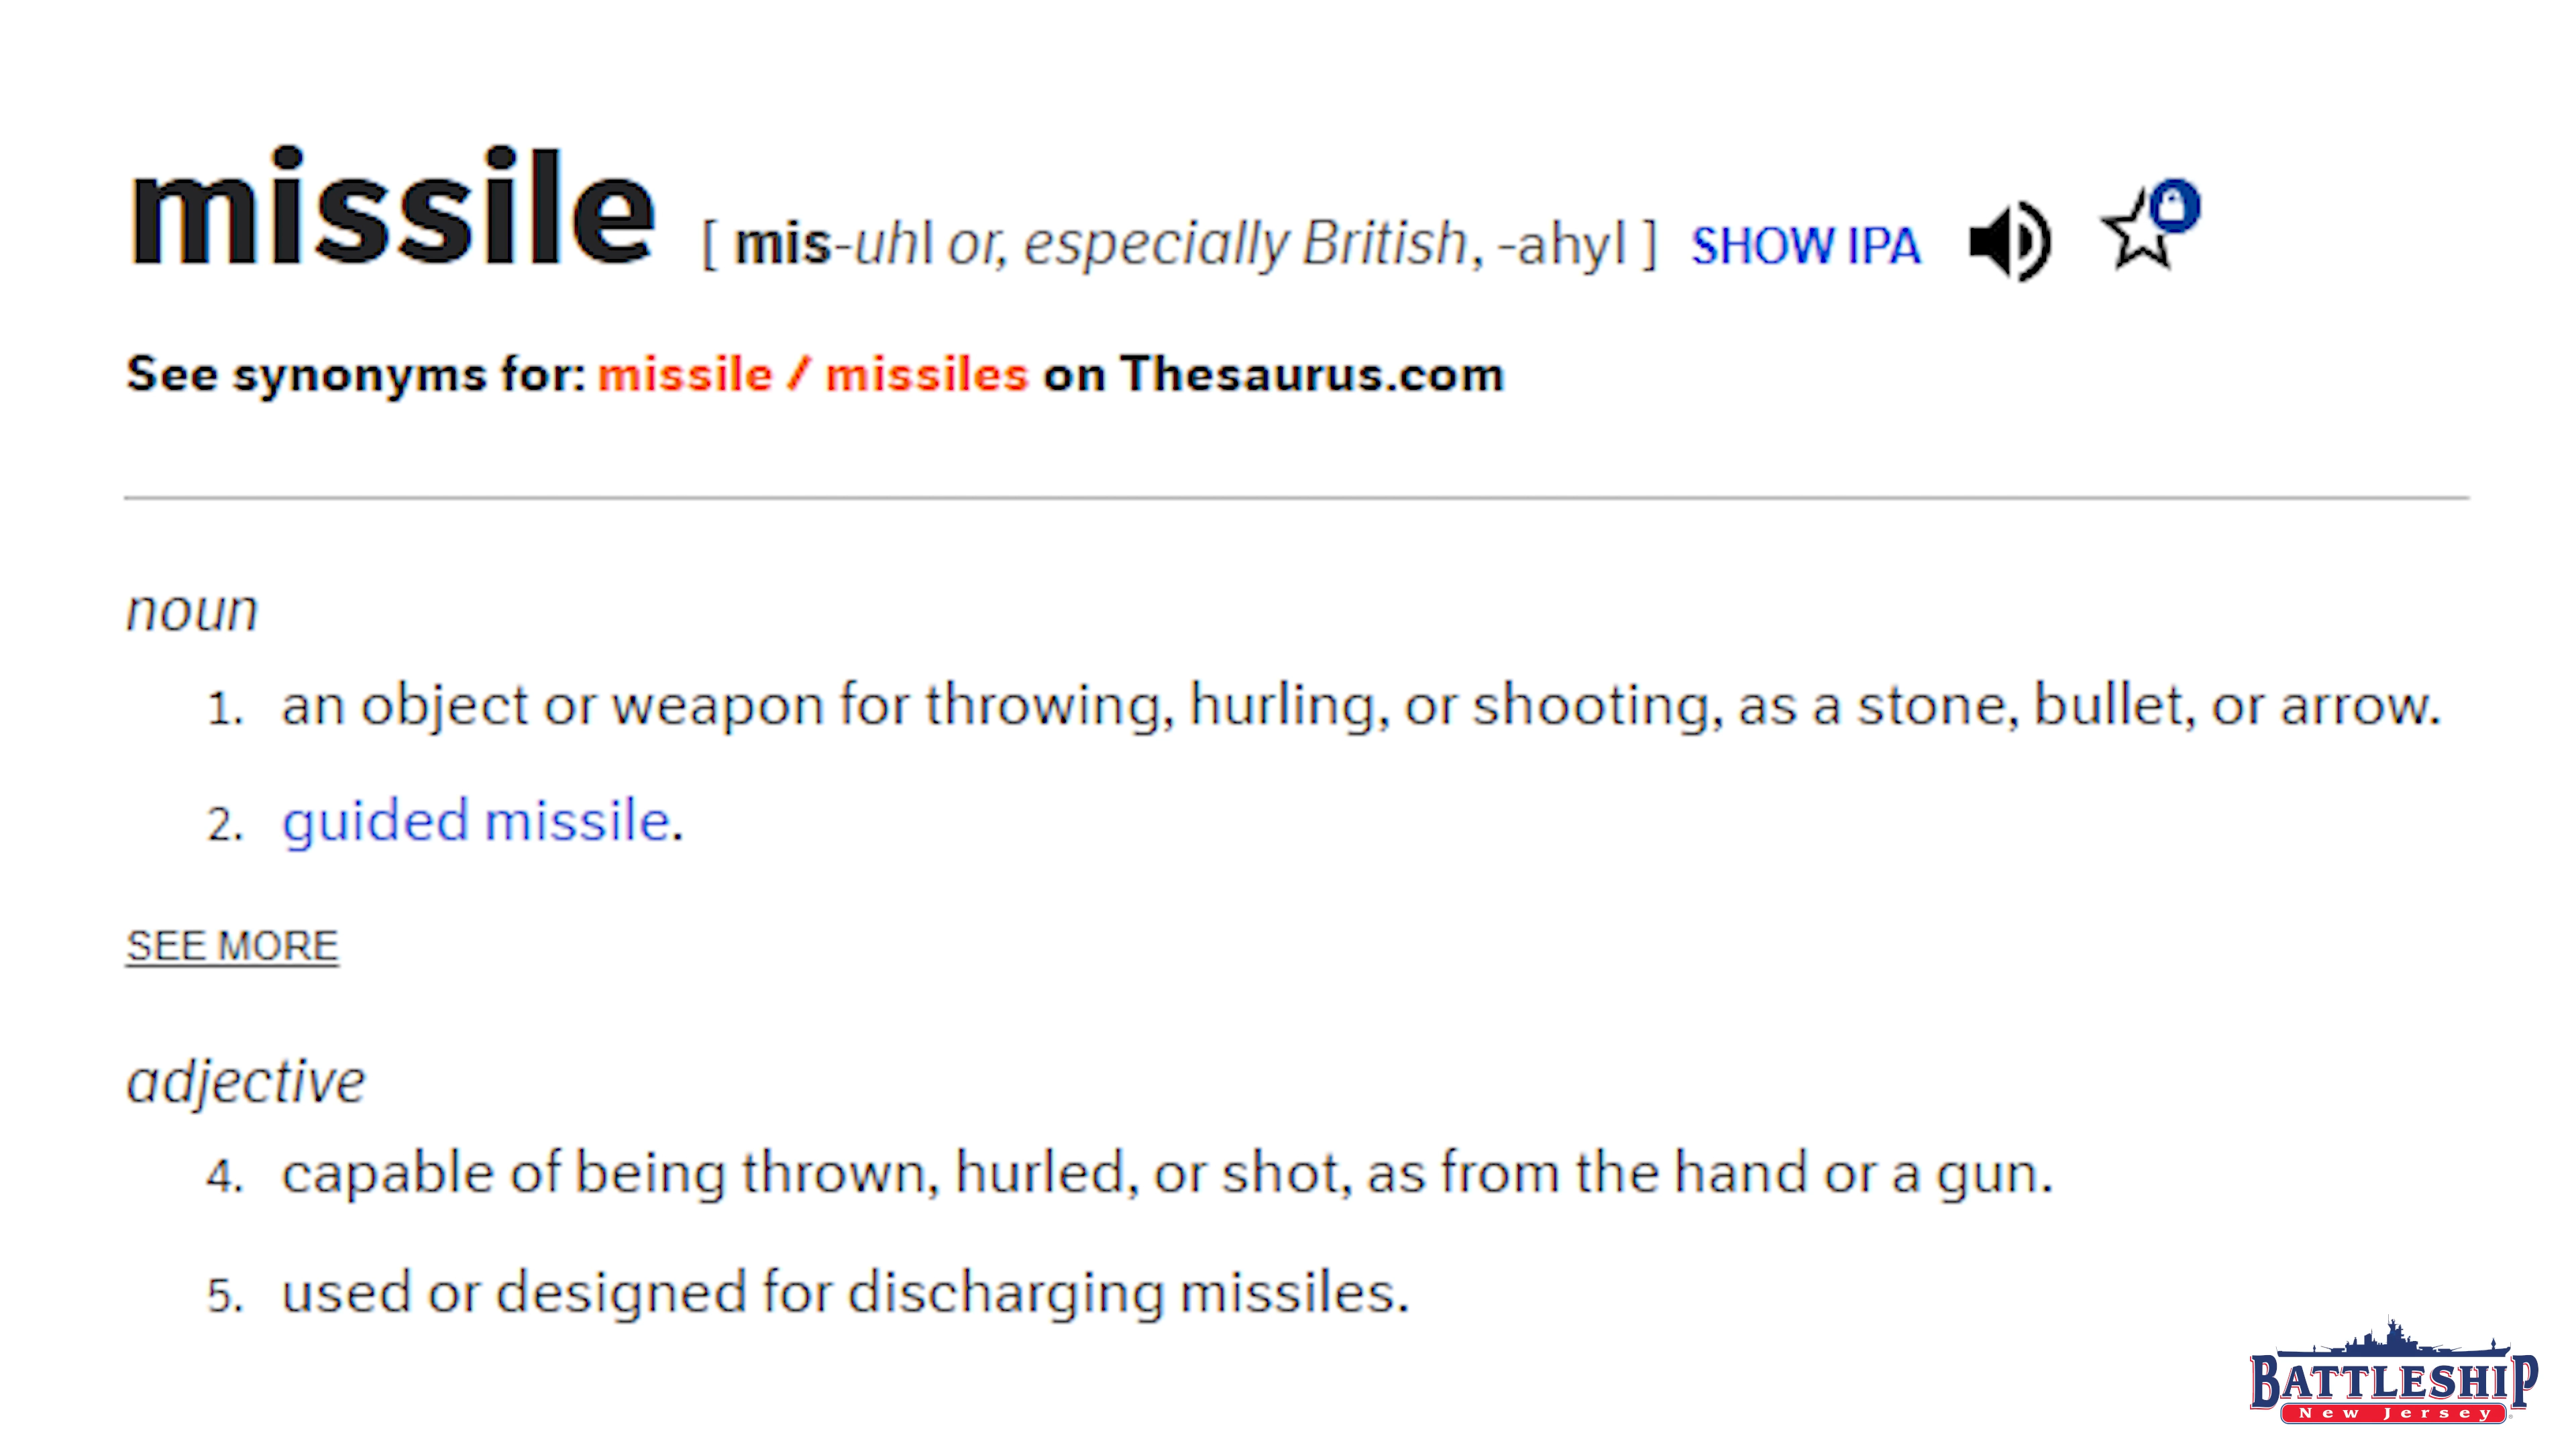 missile [ mis-uhl or, especially British, -ahyl ] SHOW IPA
See synonyms for: missile / missiles on Thesaurus.com
noun
1. an object or weapon for throwing, hurling, or shooting, as a stone, bullet, or arrow.
2. guided missile.
SEE MORE
adjective
4. capable of being thrown, hurled, or shot, as from the hand or a gun.
5. used or designed for discharging missiles.
BATTLESHIP
New Jersey